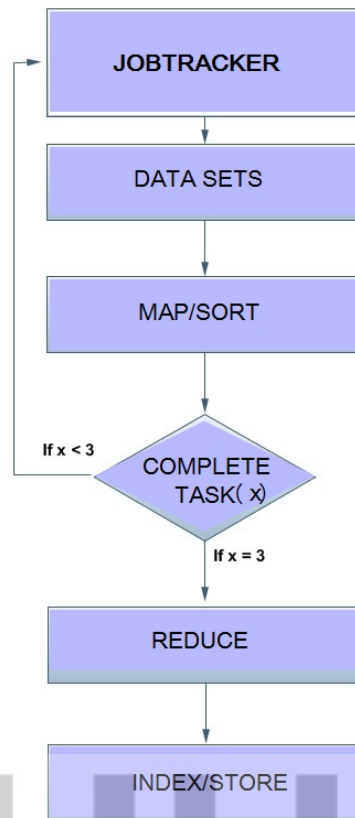 JOBTRACKER
DATA SETS
MAP/SORT
If x < 3
COMPLETE
TASK( x)
If x = 3
REDUCE
INDEX/STORE